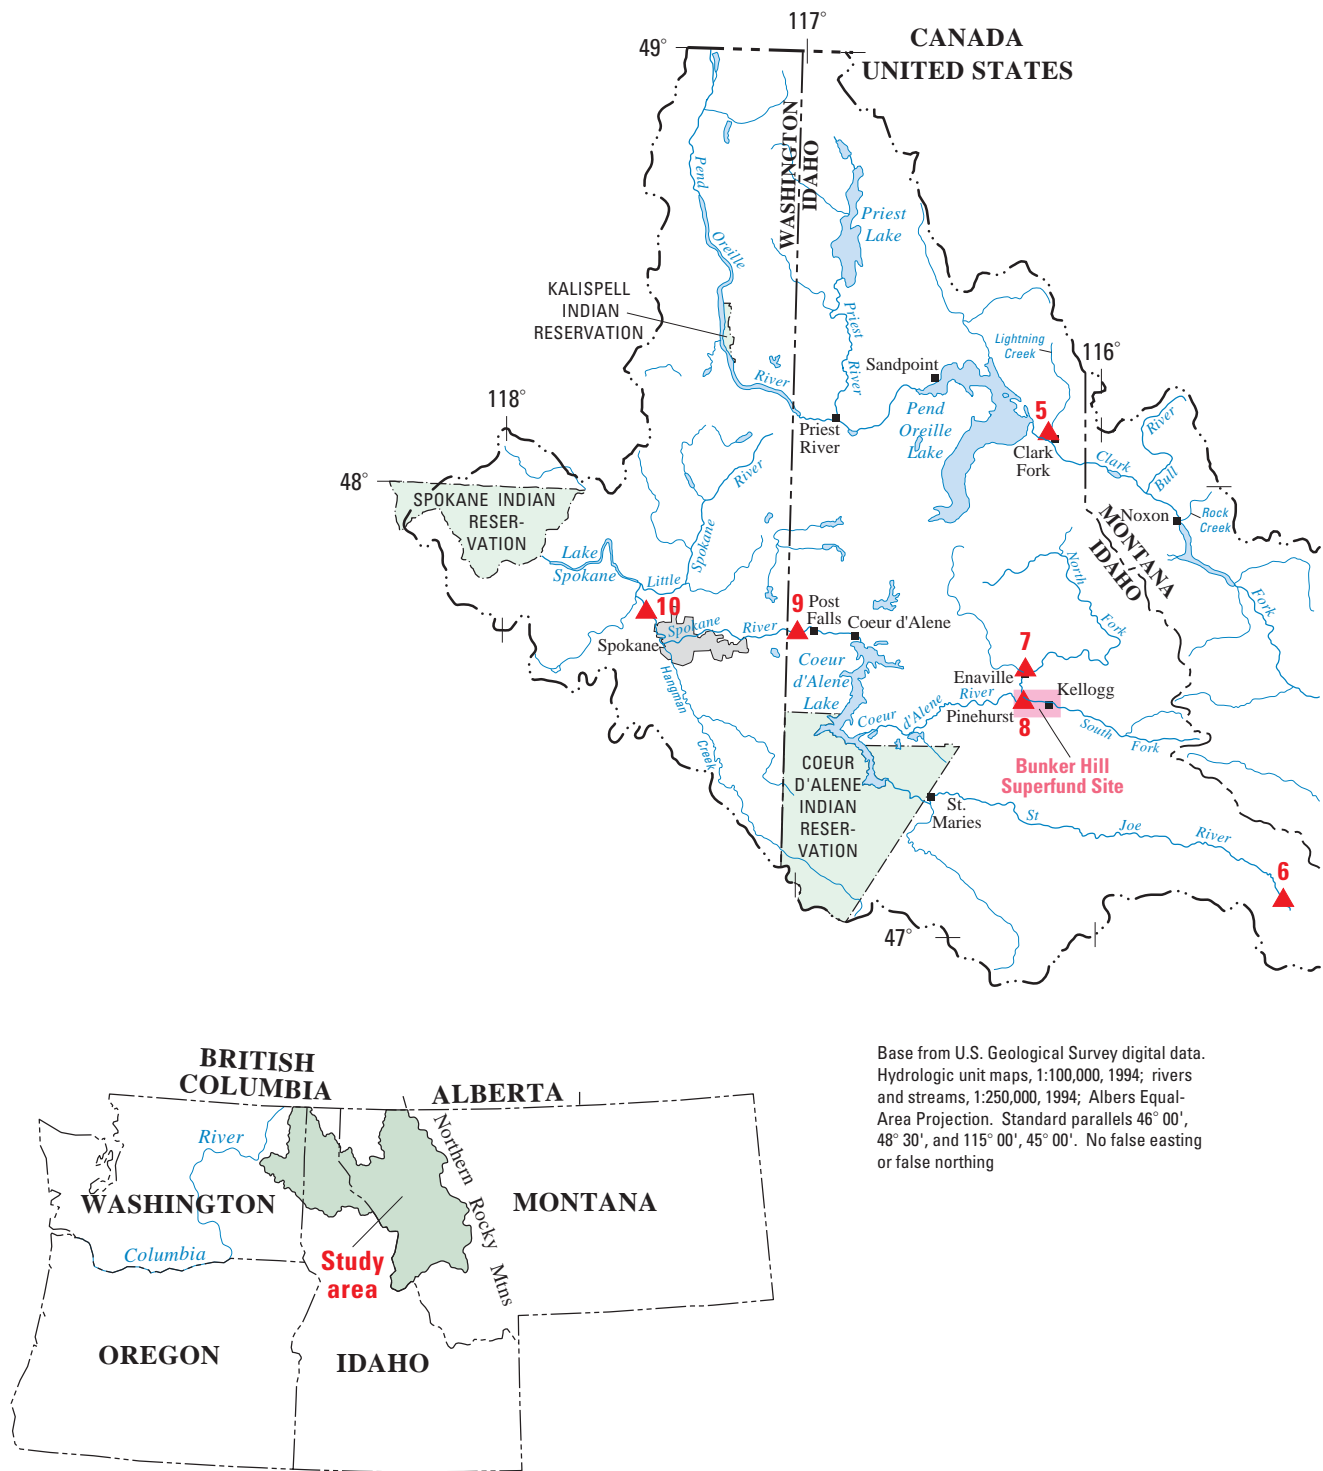 117°
CANADA
49°
UNITED STATES
WASHINGTON
IDAHO
Pend
Oreille
River
Priest
Lake
KALISPELL
INDIAN
RESERVATION
Priest
River
Lightning
Creek
116°
Sandpoint
118°
5
Pend
Oreille
Lake
Priest
River
Clark
Fork
River
Bull
Clark
Fork
48°
SPOKANE INDIAN
RESER-
VATION
River
Spokane
Little
Noxon
Rock
Creek
MONTANA
IDAHO
Lake
Spokane
North
Fork
10
9
Post
Falls
Coeur d'Alene
Spokane
River
Spokane
7
Coeur
d'Alene
Lake
Enaville
Kellogg
Hangman
Creek
Coeur
d'Alene
River
Pinehurst
8
South
Fork
Bunker Hill
Superfund Site
COEUR
D'ALENE
INDIAN
RESER-
VATION
St.
Maries
St
Joe
River
6
47°
BRITISH
COLUMBIA
ALBERTA
River
Northern Rocky Mtns
WASHINGTON
MONTANA
Columbia
Study
area
OREGON
IDAHO
Base from U.S. Geological Survey digital data.
Hydrologic unit maps, 1:100,000, 1994; rivers
and streams, 1:250,000, 1994; Albers Equal-
Area Projection. Standard parallels 46° 00',
48° 30', and 115° 00', 45° 00'. No false easting
or false northing